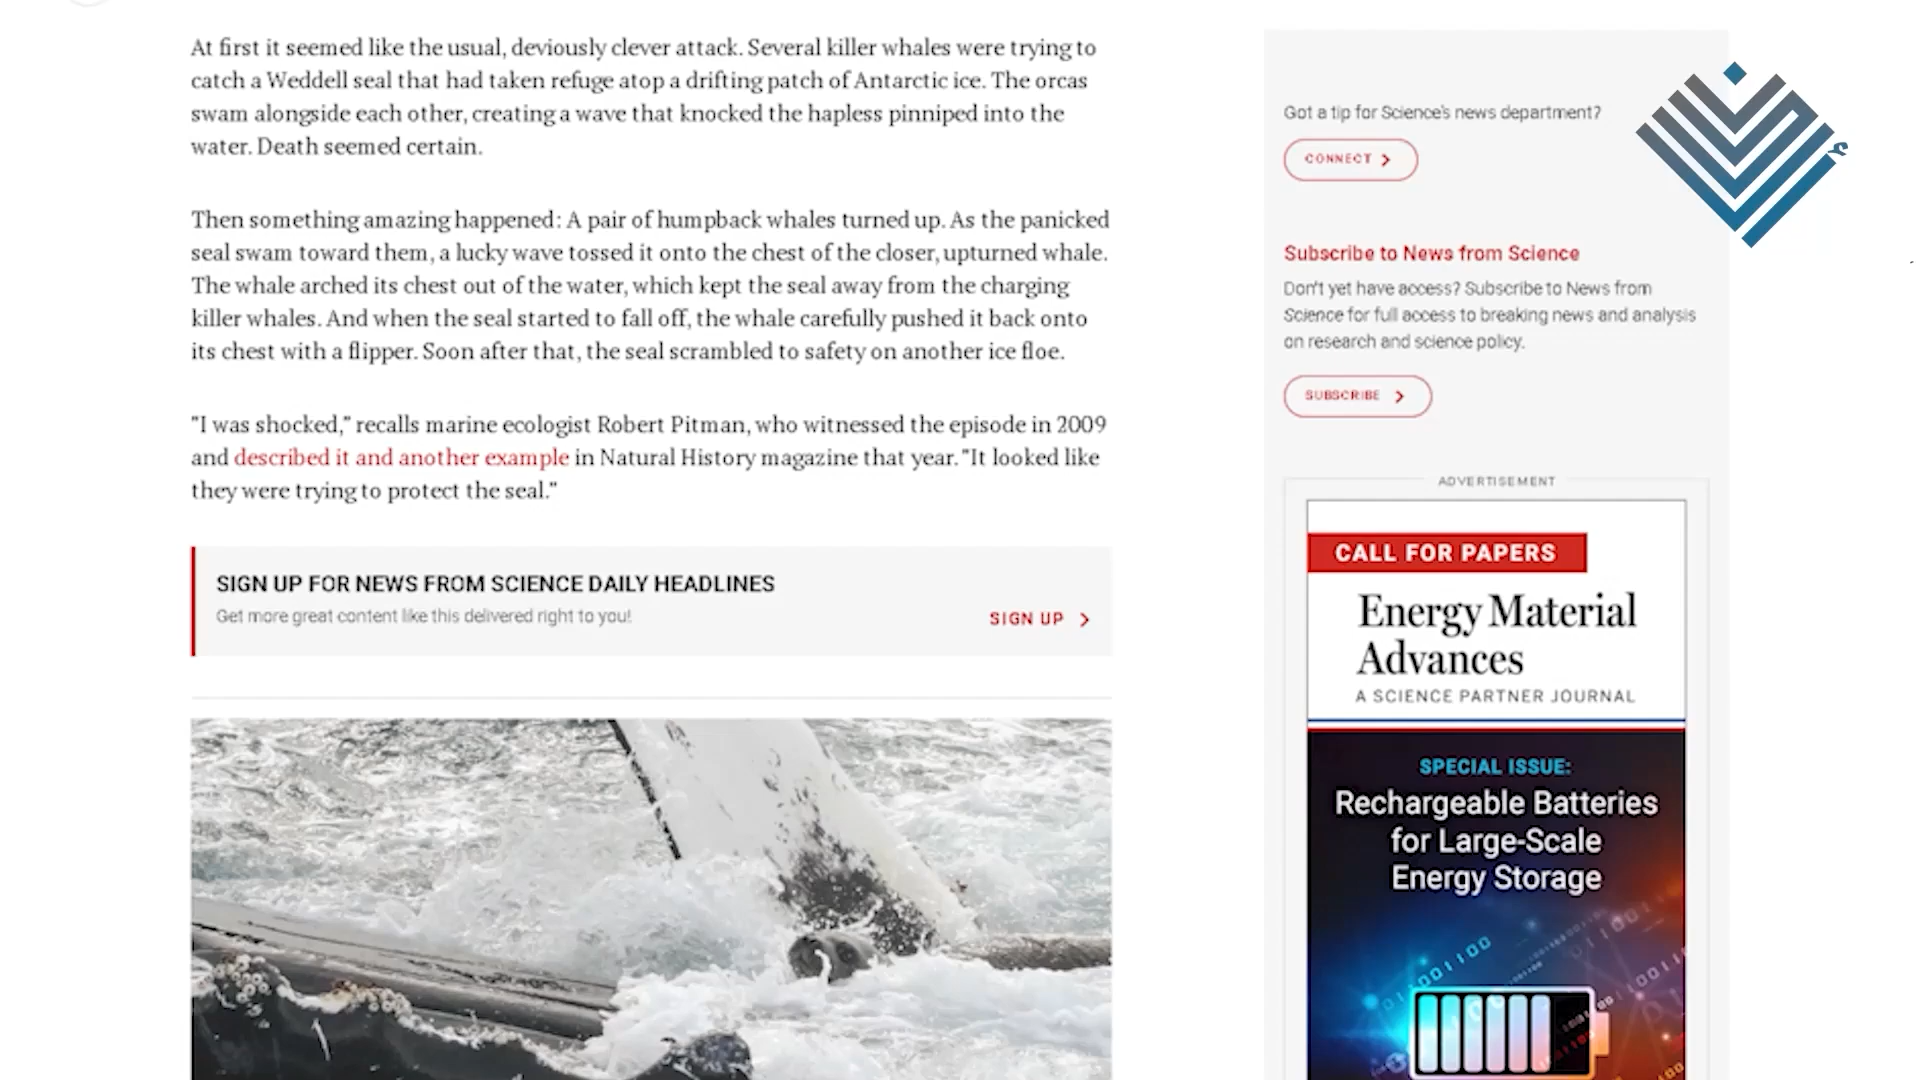 At first it seemed like the usual, deviously clever attack. Several killer whales were trying to
catch a Weddell seal that had taken refuge atop a drifting patch of Antarctic ice. The orcas
swam alongside each other, creating a wave that knocked the hapless pinniped into the
water. Death seemed certain.
Then something amazing happened: A pair of humpback whales turned up. As the panicked
seal swam toward them, a lucky wave tossed it onto the chest of the closer, upturned whale.
The whale arched its chest out of the water, which kept the seal away from the charging
killer whales. And when the seal started to fall off, the whale carefully pushed it back onto
its chest with a flipper. Soon after that, the seal scrambled to safety on another ice floe.
"I was shocked," recalls marine ecologist Robert Pitman, who witnessed the episode in 2009
and described it and another example in Natural History magazine that year. "It looked like
they were trying to protect the seal."
SIGN UP FOR NEWS FROM SCIENCE DAILY HEADLINES
Get more great content like this delivered right to you!
SIGN UP
Got a tip for Science's news department?
CONNECT
Subscribe to News from Science
Don't yet have access? Subscribe to News from
Science for full access to breaking news and analysis
on research and science policy.
SUBSCRIBE
ADVERTISEMENT
CALL FOR PAPERS
Energy Material
Advances
A SCIENCE PARTNER JOURNAL
SPECIAL ISSUE:
Rechargeable Batteries
for Large-Scale
Energy Storage